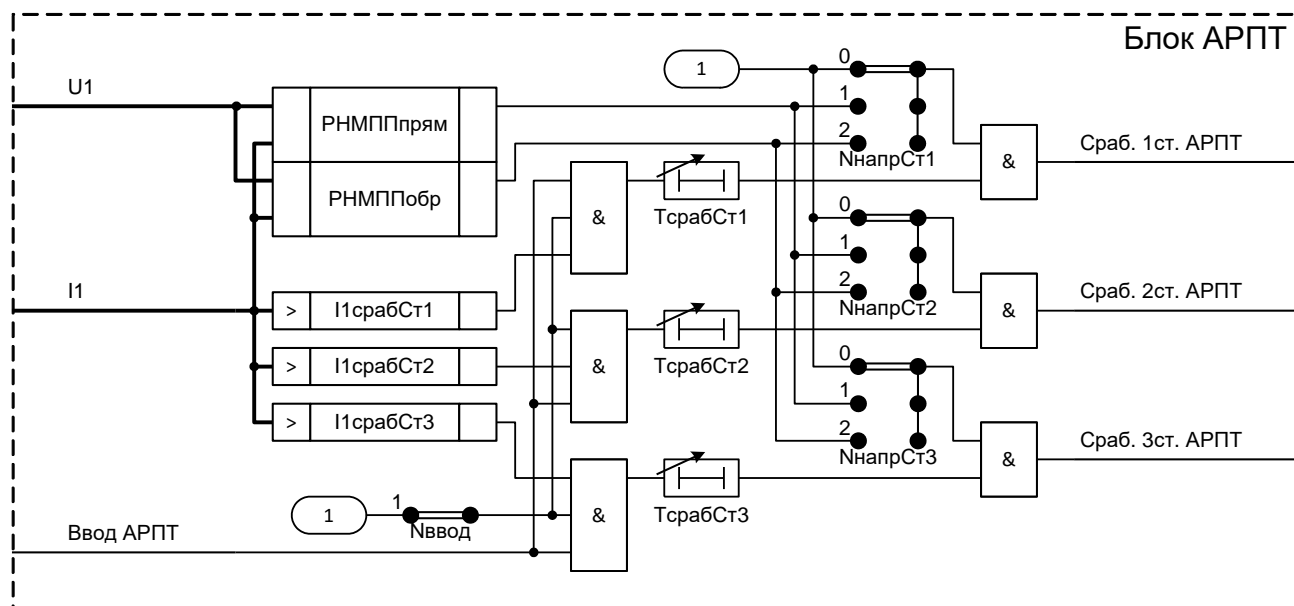 Блок АРПТ
U1
I1
Ввод АРПТ
РНМППпрям
РНМППобр
> I1срабСт1
> I1срабСт2
> I1срабСт3
1
1
Nввод
&
&
&
TсрабСт1
TсрабСт2
TсрабСт3
1
0
1
2
NнапрСт1
0
1
2
NнапрСт2
0
1
2
NнапрСт3
&
&
&
Сраб. 1ст. АРПТ
Сраб. 2ст. АРПТ
Сраб. 3ст. АРПТ